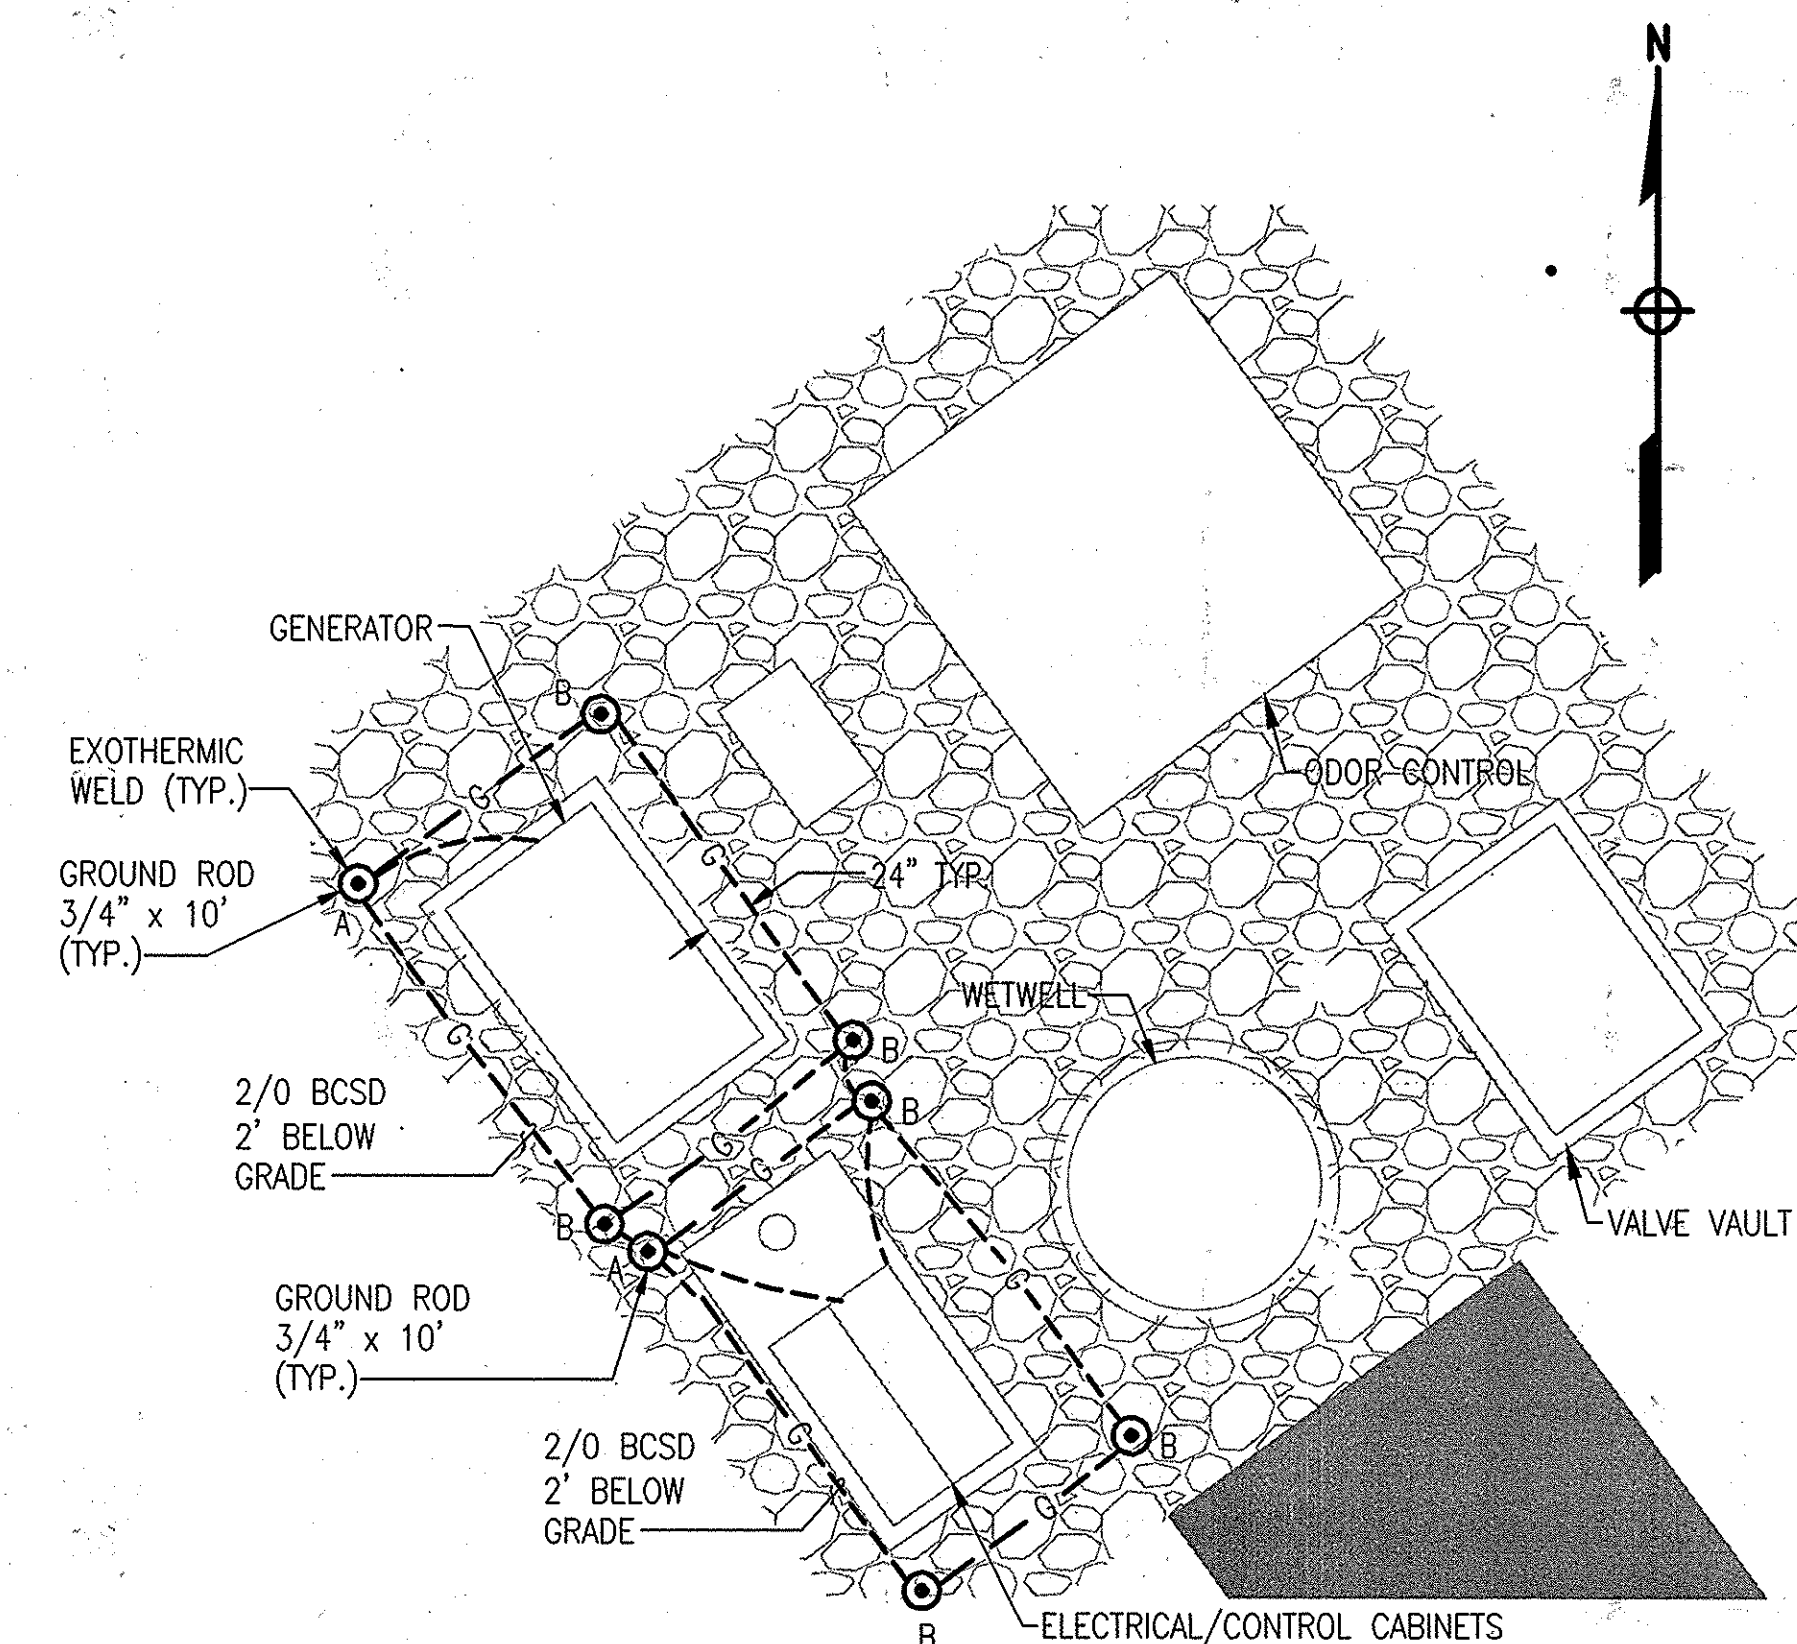 N
GENERATOR
B
EXOTHERMIC
WELD (TYP.)
G
ODOR CONTROL
GROUND ROD
3/4" x 10'
(TYP.)
A
G
24" TYP
WETWELL
G
B
2/0 BCSD
2' BELOW
GRADE
B
G
G
B
A
VALVE VAULT
GROUND ROD
3/4" x 10'
(TYP.)
G
G
B
2/0 BCSD
2' BELOW
GRADE
G
B
ELECTRICAL/CONTROL CABINETS